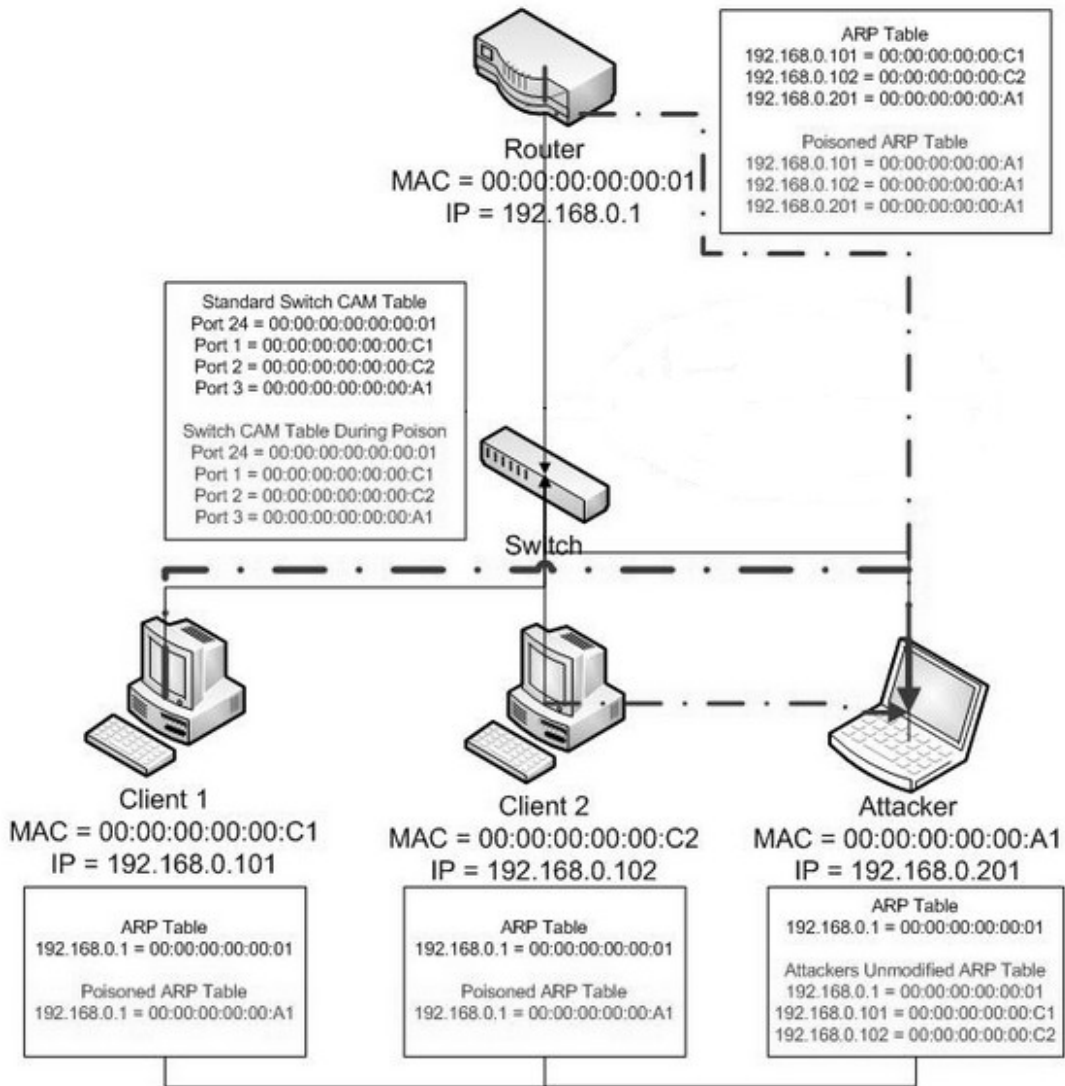 ARP Table
192.168.0.101 = 00:00:00:00:00:C1
192.168.0.102 = 00:00:00:00:00:C2
192.168.0.201 = 00:00:00:00:00:A1
Poisoned ARP Table
192.168.0.101 = 00:00:00:00:00:A1
192.168.0.102 = 00:00:00:00:00:A1
192.168.0.201 = 00:00:00:00:00:A1
Router
MAC = 00:00:00:00:00:01
IP = 192.168.0.1
Standard Switch CAM Table
Port 24 = 00:00:00:00:00:00:01
Port 1 = 00:00:00:00:00:00:C1
Port 2 = 00:00:00:00:00:00:C2
Port 3 = 00:00:00:00:00:00:A1
Switch CAM Table During Poison
Port 24 = 00:00:00:00:00:00:01
Port 1 = 00:00:00:00:00:00:C1
Port 2 = 00:00:00:00:00:00:C2
Port 3 = 00:00:00:00:00:00:A1
Switch
Client 1
MAC = 00:00:00:00:00:C1
IP = 192.168.0.101
Client 2
MAC = 00:00:00:00:00:C2
IP = 192.168.0.102
Attacker
MAC = 00:00:00:00:00:A1
IP = 192.168.0.201
ARP Table
192.168.0.1 = 00:00:00:00:00:01
Poisoned ARP Table
192.168.0.1 = 00:00:00:00:00:A1
ARP Table
192.168.0.1 = 00:00:00:00:00:01
Poisoned ARP Table
192.168.0.1 = 00:00:00:00:00:A1
ARP Table
192.168.0.1 = 00:00:00:00:00:01
Attackers Unmodified ARP Table
192.168.0.1 = 00:00:00:00:00:01
192.168.0.101 = 00:00:00:00:00:C1
192.168.0.102 = 00:00:00:00:00:C2